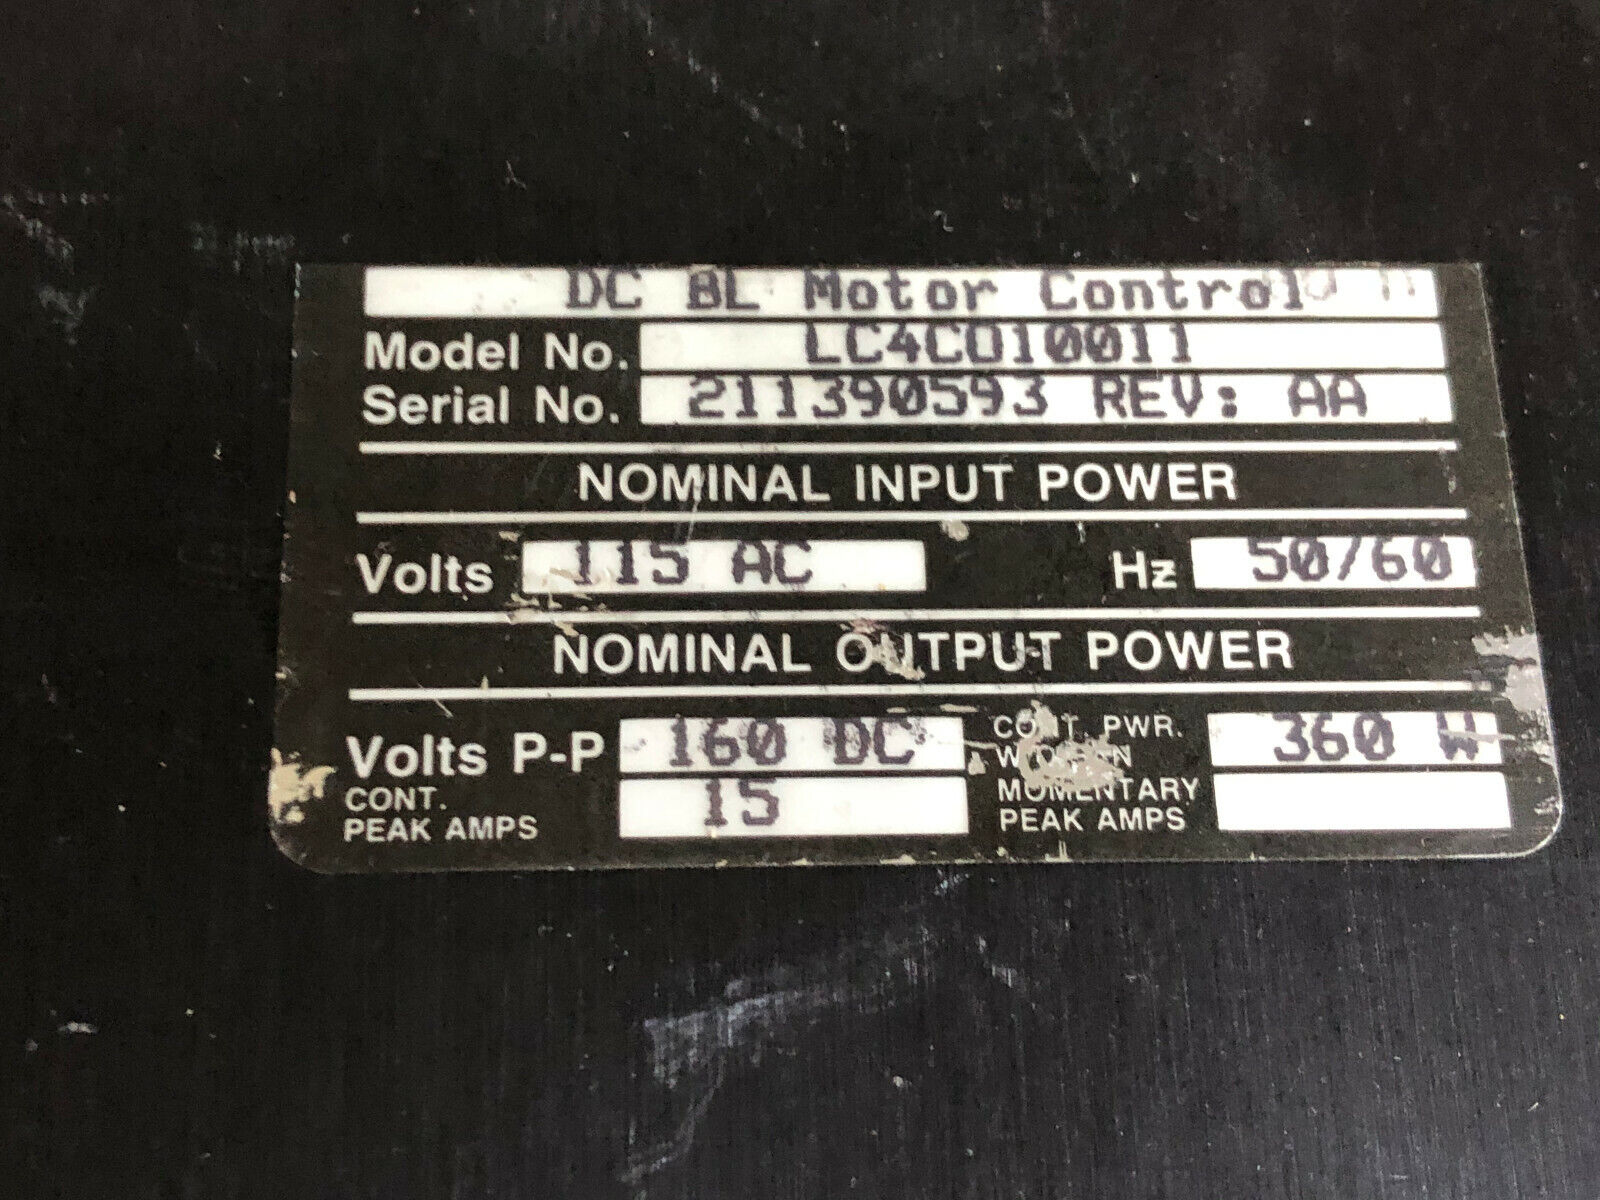 DC BL Motor Control
Model No. LC4CO10011
Serial No. 211390593 REV: AA
NOMINAL INPUT POWER
Volts 115 AC Hz 50/60
NOMINAL OUTPUT POWER
Volts P-P 160 DC CONT. PWR. 360 W
CONT. PEAK AMPS 15
MOMENTARY PEAK AMPS